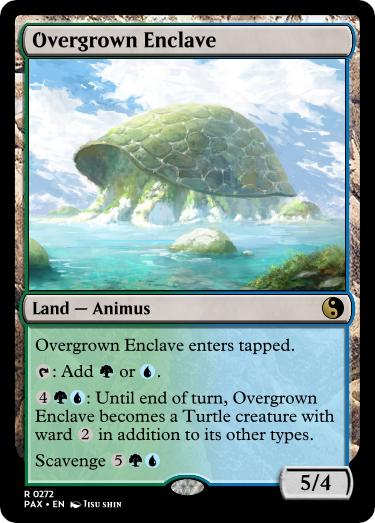 Overgrown Enclave
Land — Animus
Overgrown Enclave enters tapped.
: Add or .
4 : Until end of turn, Overgrown
Enclave becomes a Turtle creature with
ward 2 in addition to its other types.
Scavenge 5
5/4
R 0272
PAX • EN Jisu Shin